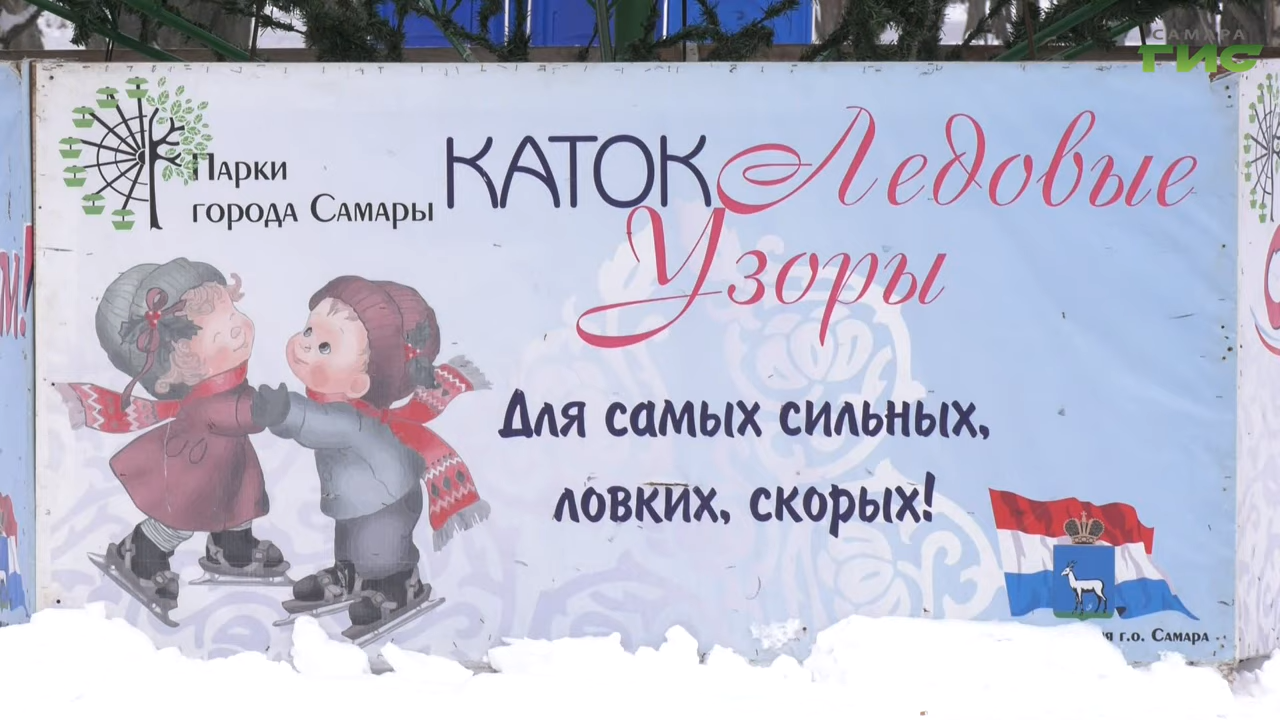 САМАРА
ГИС
Парки
города Самары
КАТОК Ледовые
Узоры
Для самых сильных,
ловких, скорых!
г.о. Самара